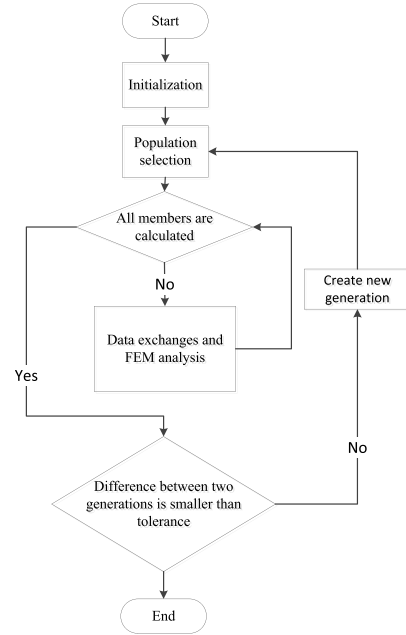 Start
Initialization
Population
selection
All members are
calculated
No
Create new
generation
Data exchanges and
FEM analysis
Yes
No
Difference between two
generations is smaller than
tolerance
End